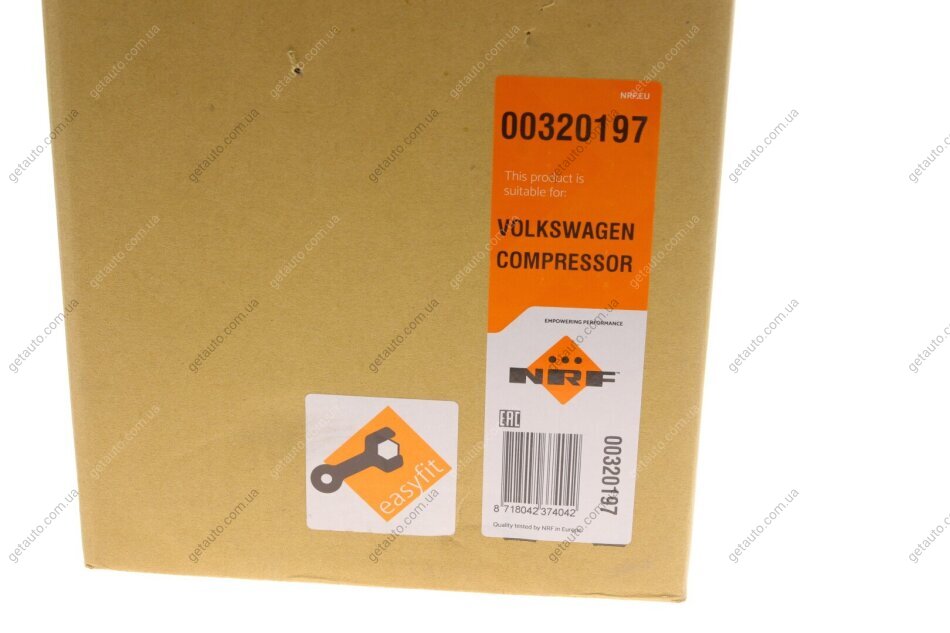 NRF.EU
00320197
This product is
suitable for:
VOLKSWAGEN
COMPRESSOR
EMPOWERING PERFORMANCE
NRF™
EAC
00320197
8 718042 374042
Quality tested by NRF in Europe
easyfit
getauto.com.ua